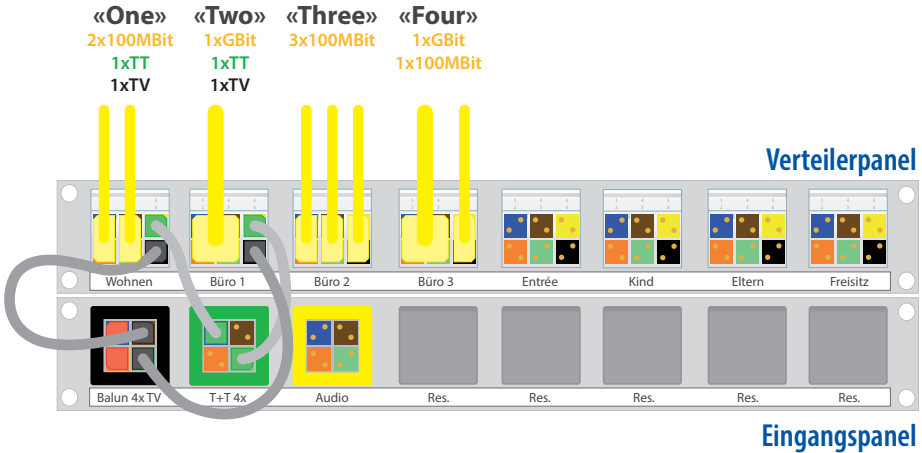 «One» «Two» «Three» «Four»
2x100MBit 1xGBit 3x100MBit 1xGBit
1xTT 1xTT 1x100MBit
1xTV 1xTV
Verteilerpanel
Wohnen Büro 1 Büro 2 Büro 3 Entrée Kind Eltern Freisitz
Balun 4x TV T+T 4x Audio Res. Res. Res. Res. Res.
Eingangspanel